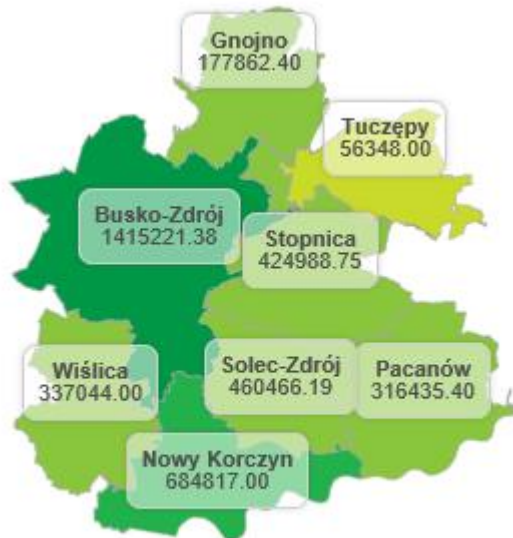 Gnojno
177862.40
Tuczępy
56348.00
Busko-Zdrój
1415221.38
Stopnica
424988.75
Wiślica
337044.00
Solec-Zdrój
460466.19
Pacanów
316435.40
Nowy Korczyn
684817.00